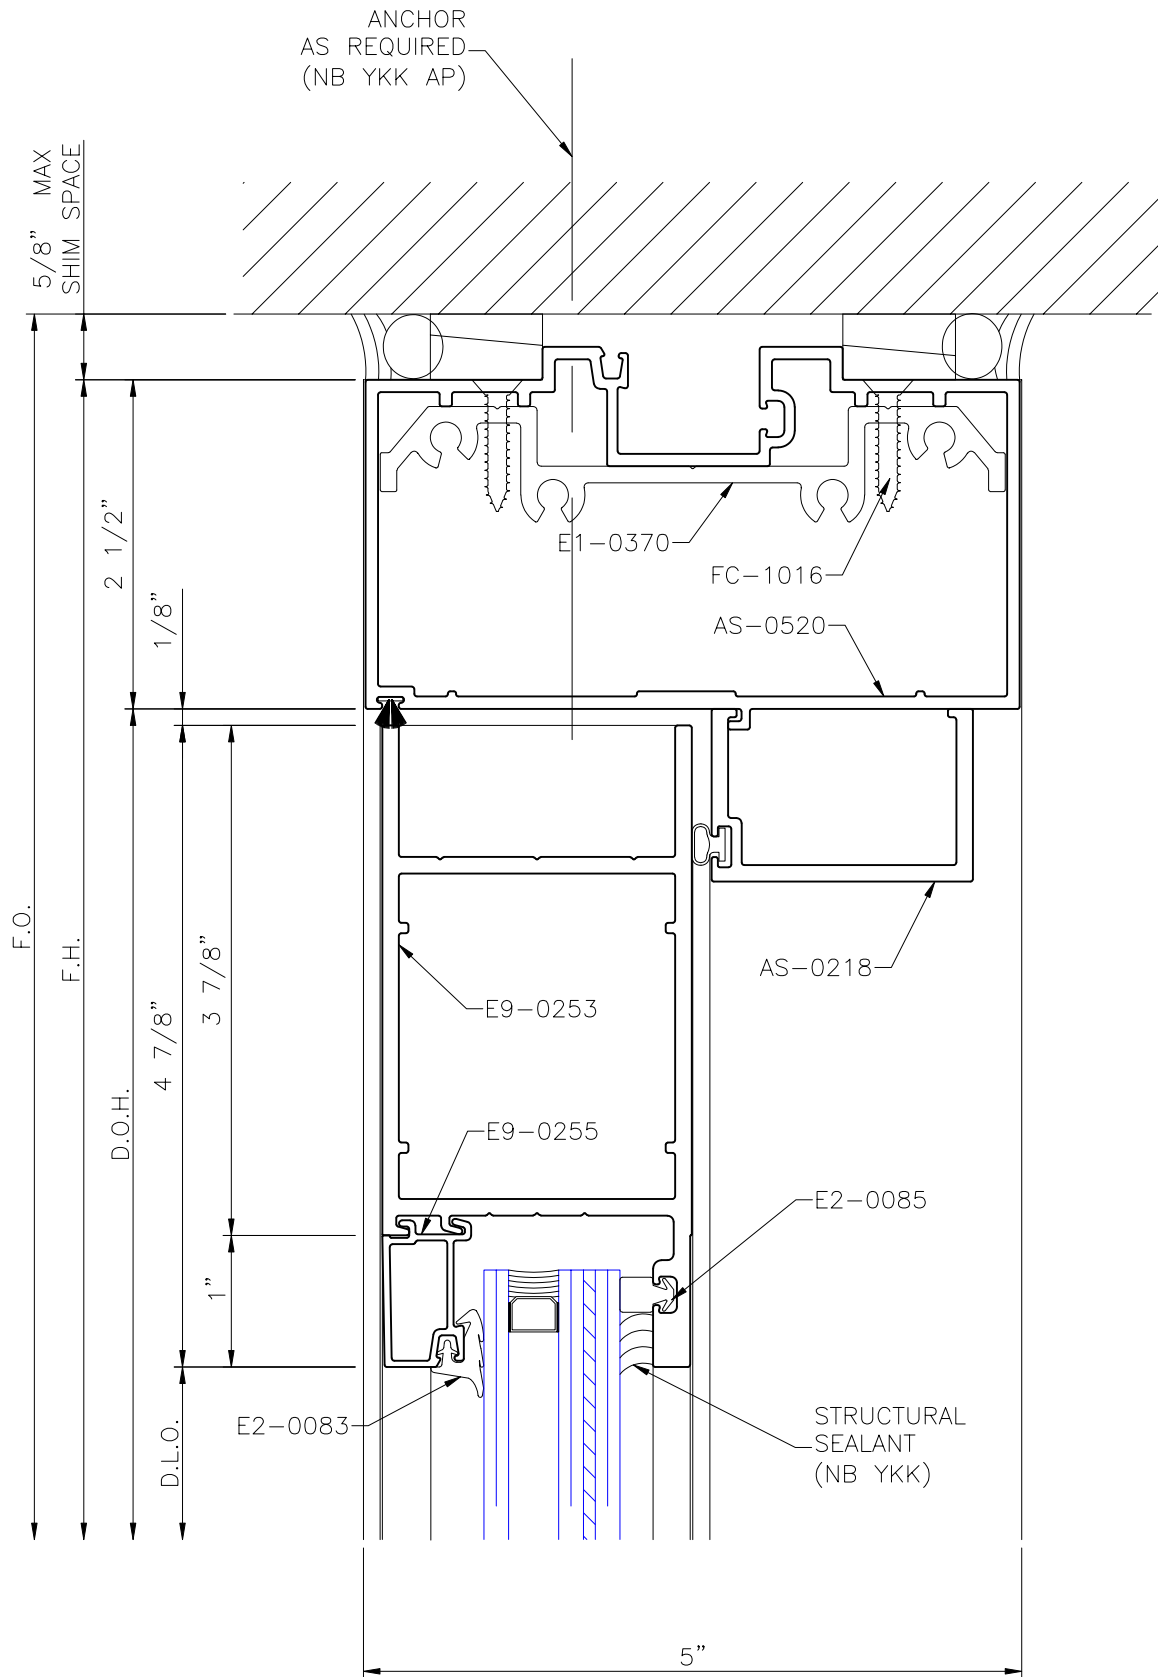 ANCHOR
AS REQUIRED
(NB YKK AP)
5/8" MAX
SHIM SPACE
2 1/2"
1/8"
E1-0370
FC-1016
AS-0520
F.O.
F.H.
D.O.H.
4 7/8"
3 7/8"
AS-0218
E9-0253
E9-0255
E2-0085
1"
E2-0083
D.L.O.
STRUCTURAL
SEALANT
(NB YKK)
5"